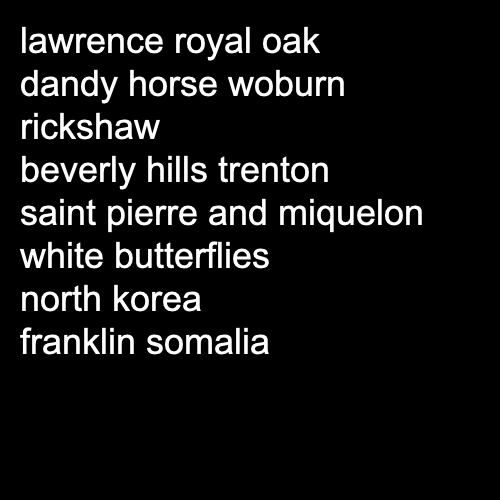 lawrence royal oak
dandy horse woburn
rickshaw
beverly hills trenton
saint pierre and miquelon
white butterflies
north korea
franklin somalia